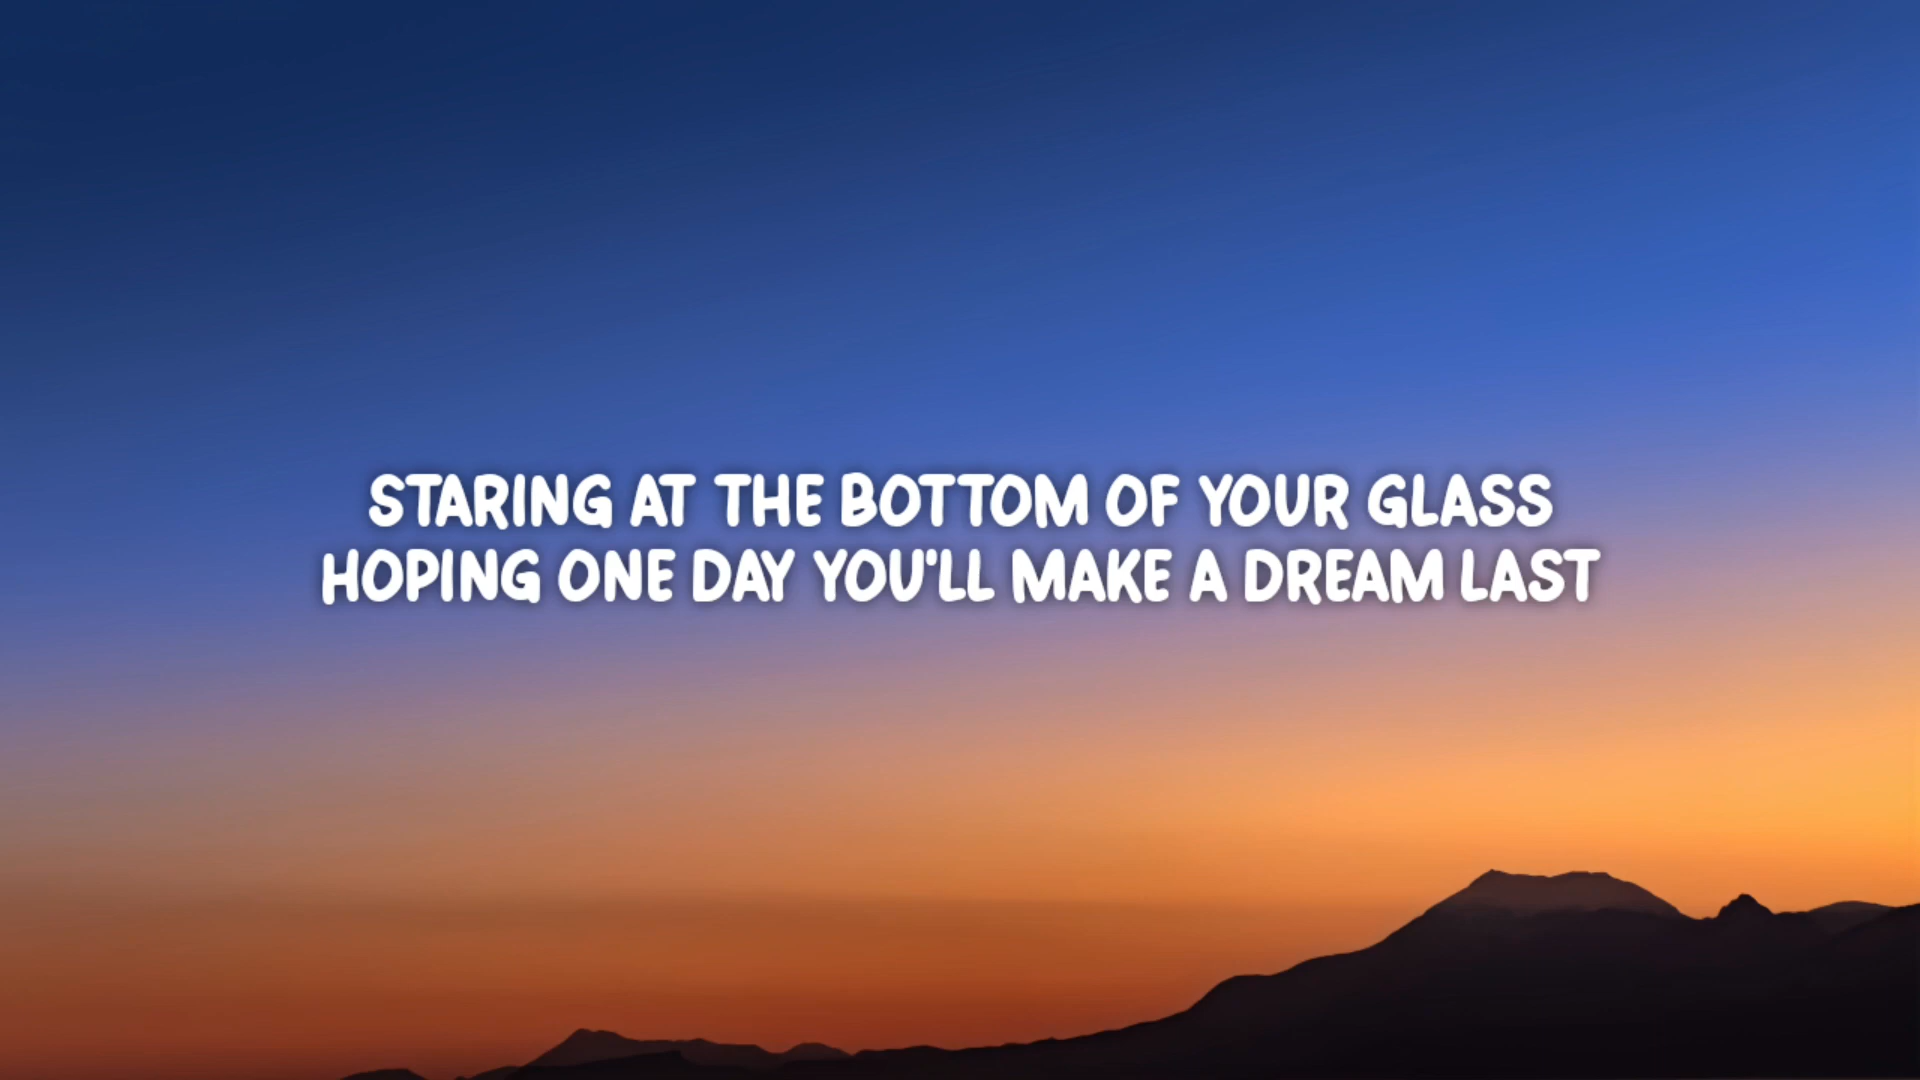 STARING AT THE BOTTOM OF YOUR GLASS
HOPING ONE DAY YOU'LL MAKE A DREAM LAST